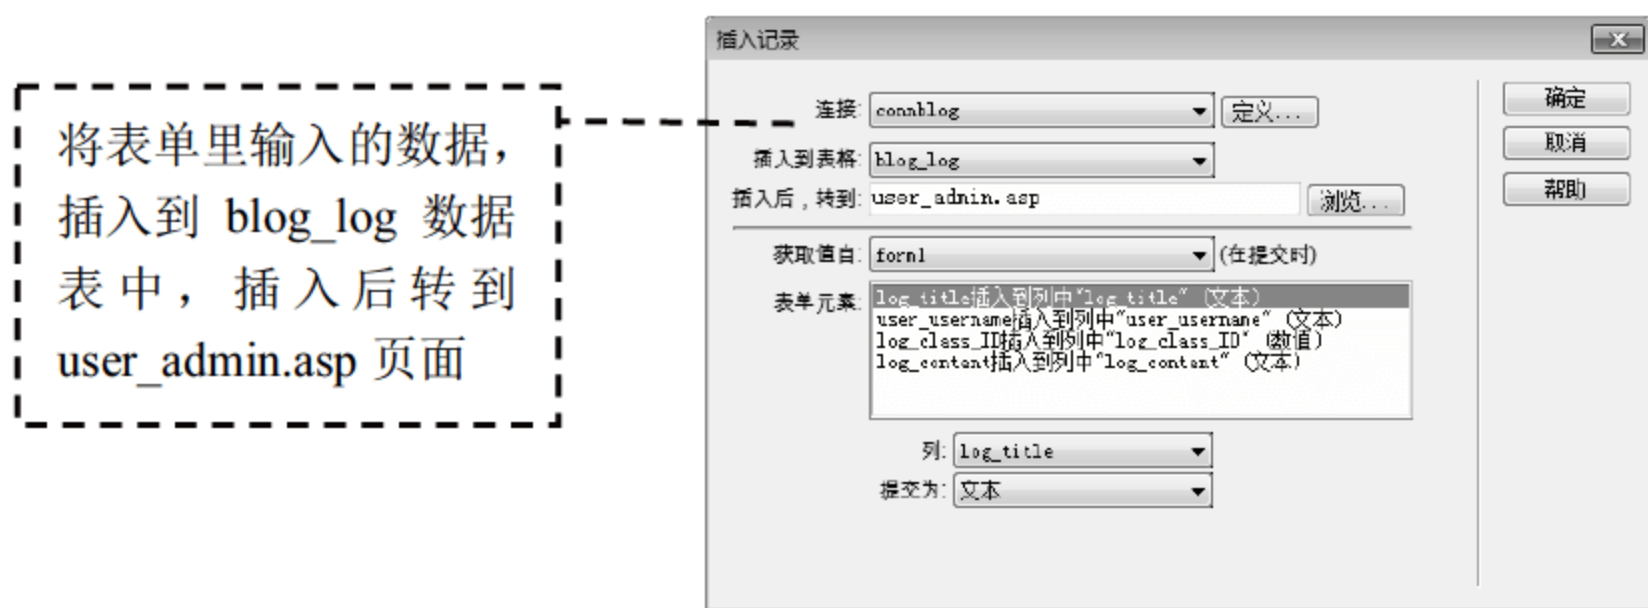 将表单里输入的数据，
插入到 blog_log 数据
表中，插入后转到
user_admin.asp 页面
插入记录
连接: connblog 定义...
插入到表格: blog_log
插入后，转到: user_admin.asp 浏览...
获取值自: form1 (在提交时)
表单元素: log_title插入到列中"log_title" (文本)
user_username插入到列中"user_username" (文本)
log_class_ID插入到列中"log_class_ID" (数值)
log_content插入到列中"log_content" (文本)
列: log_title
提交为: 文本
确定
取消
帮助